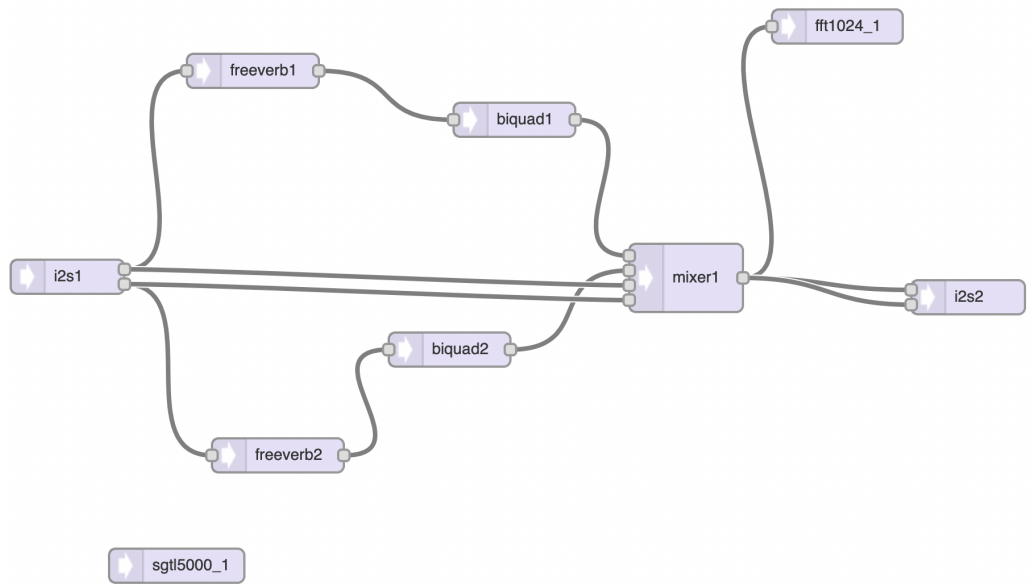 fft1024_1
freeverb1
biquad1
i2s1
mixer1
i2s2
biquad2
freeverb2
sgtl5000_1